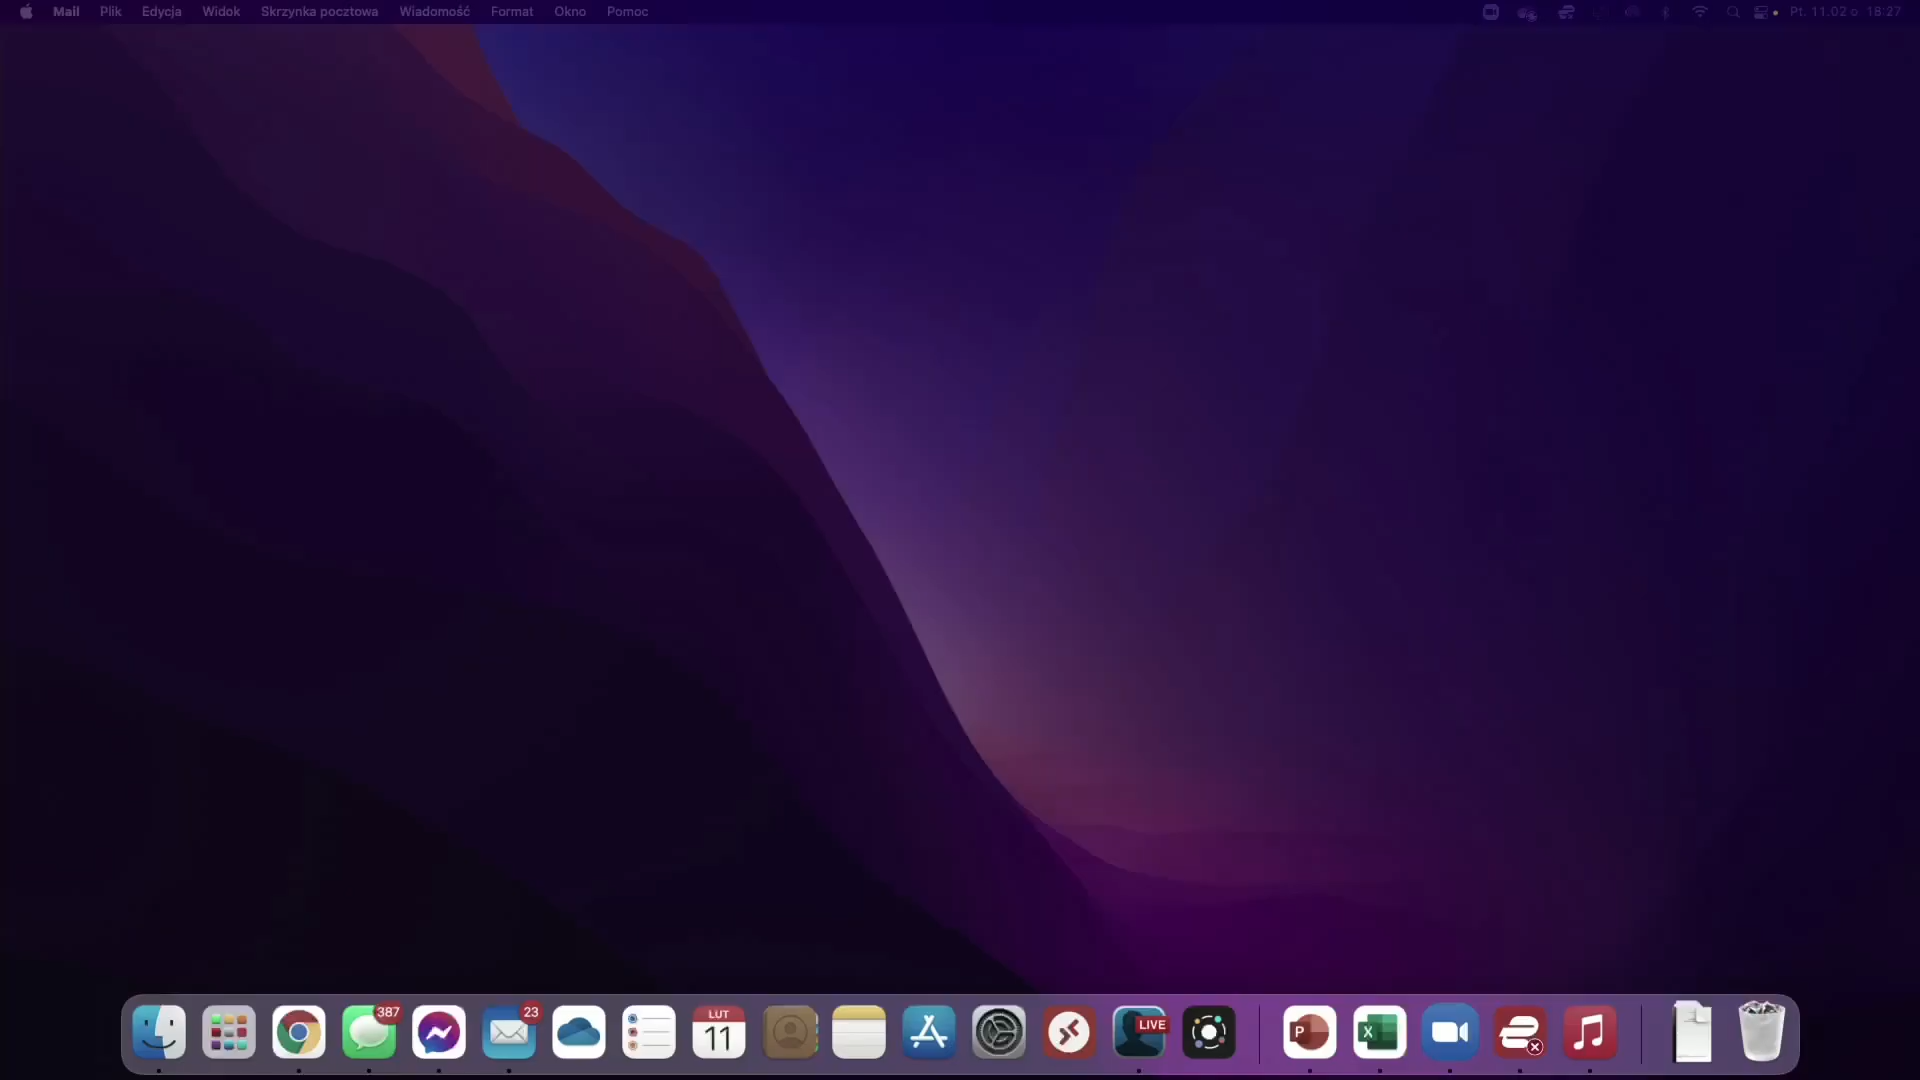 Mail Plik Edycja Widok Skrzynka pocztowa Wiadomość Format Okno Pomoc Pt. 11.02 o 18:27
387 23 LUT 11 LIVE P X